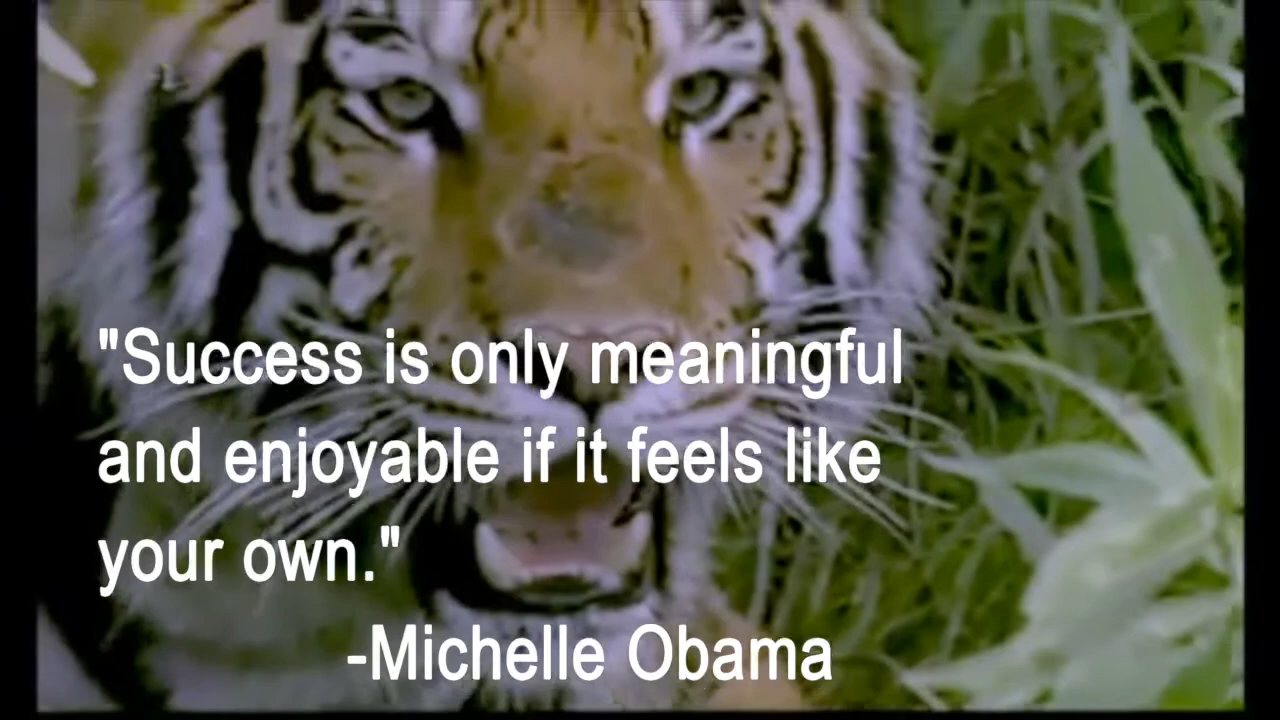 "Success is only meaningful
and enjoyable if it feels like
your own."
-Michelle Obama